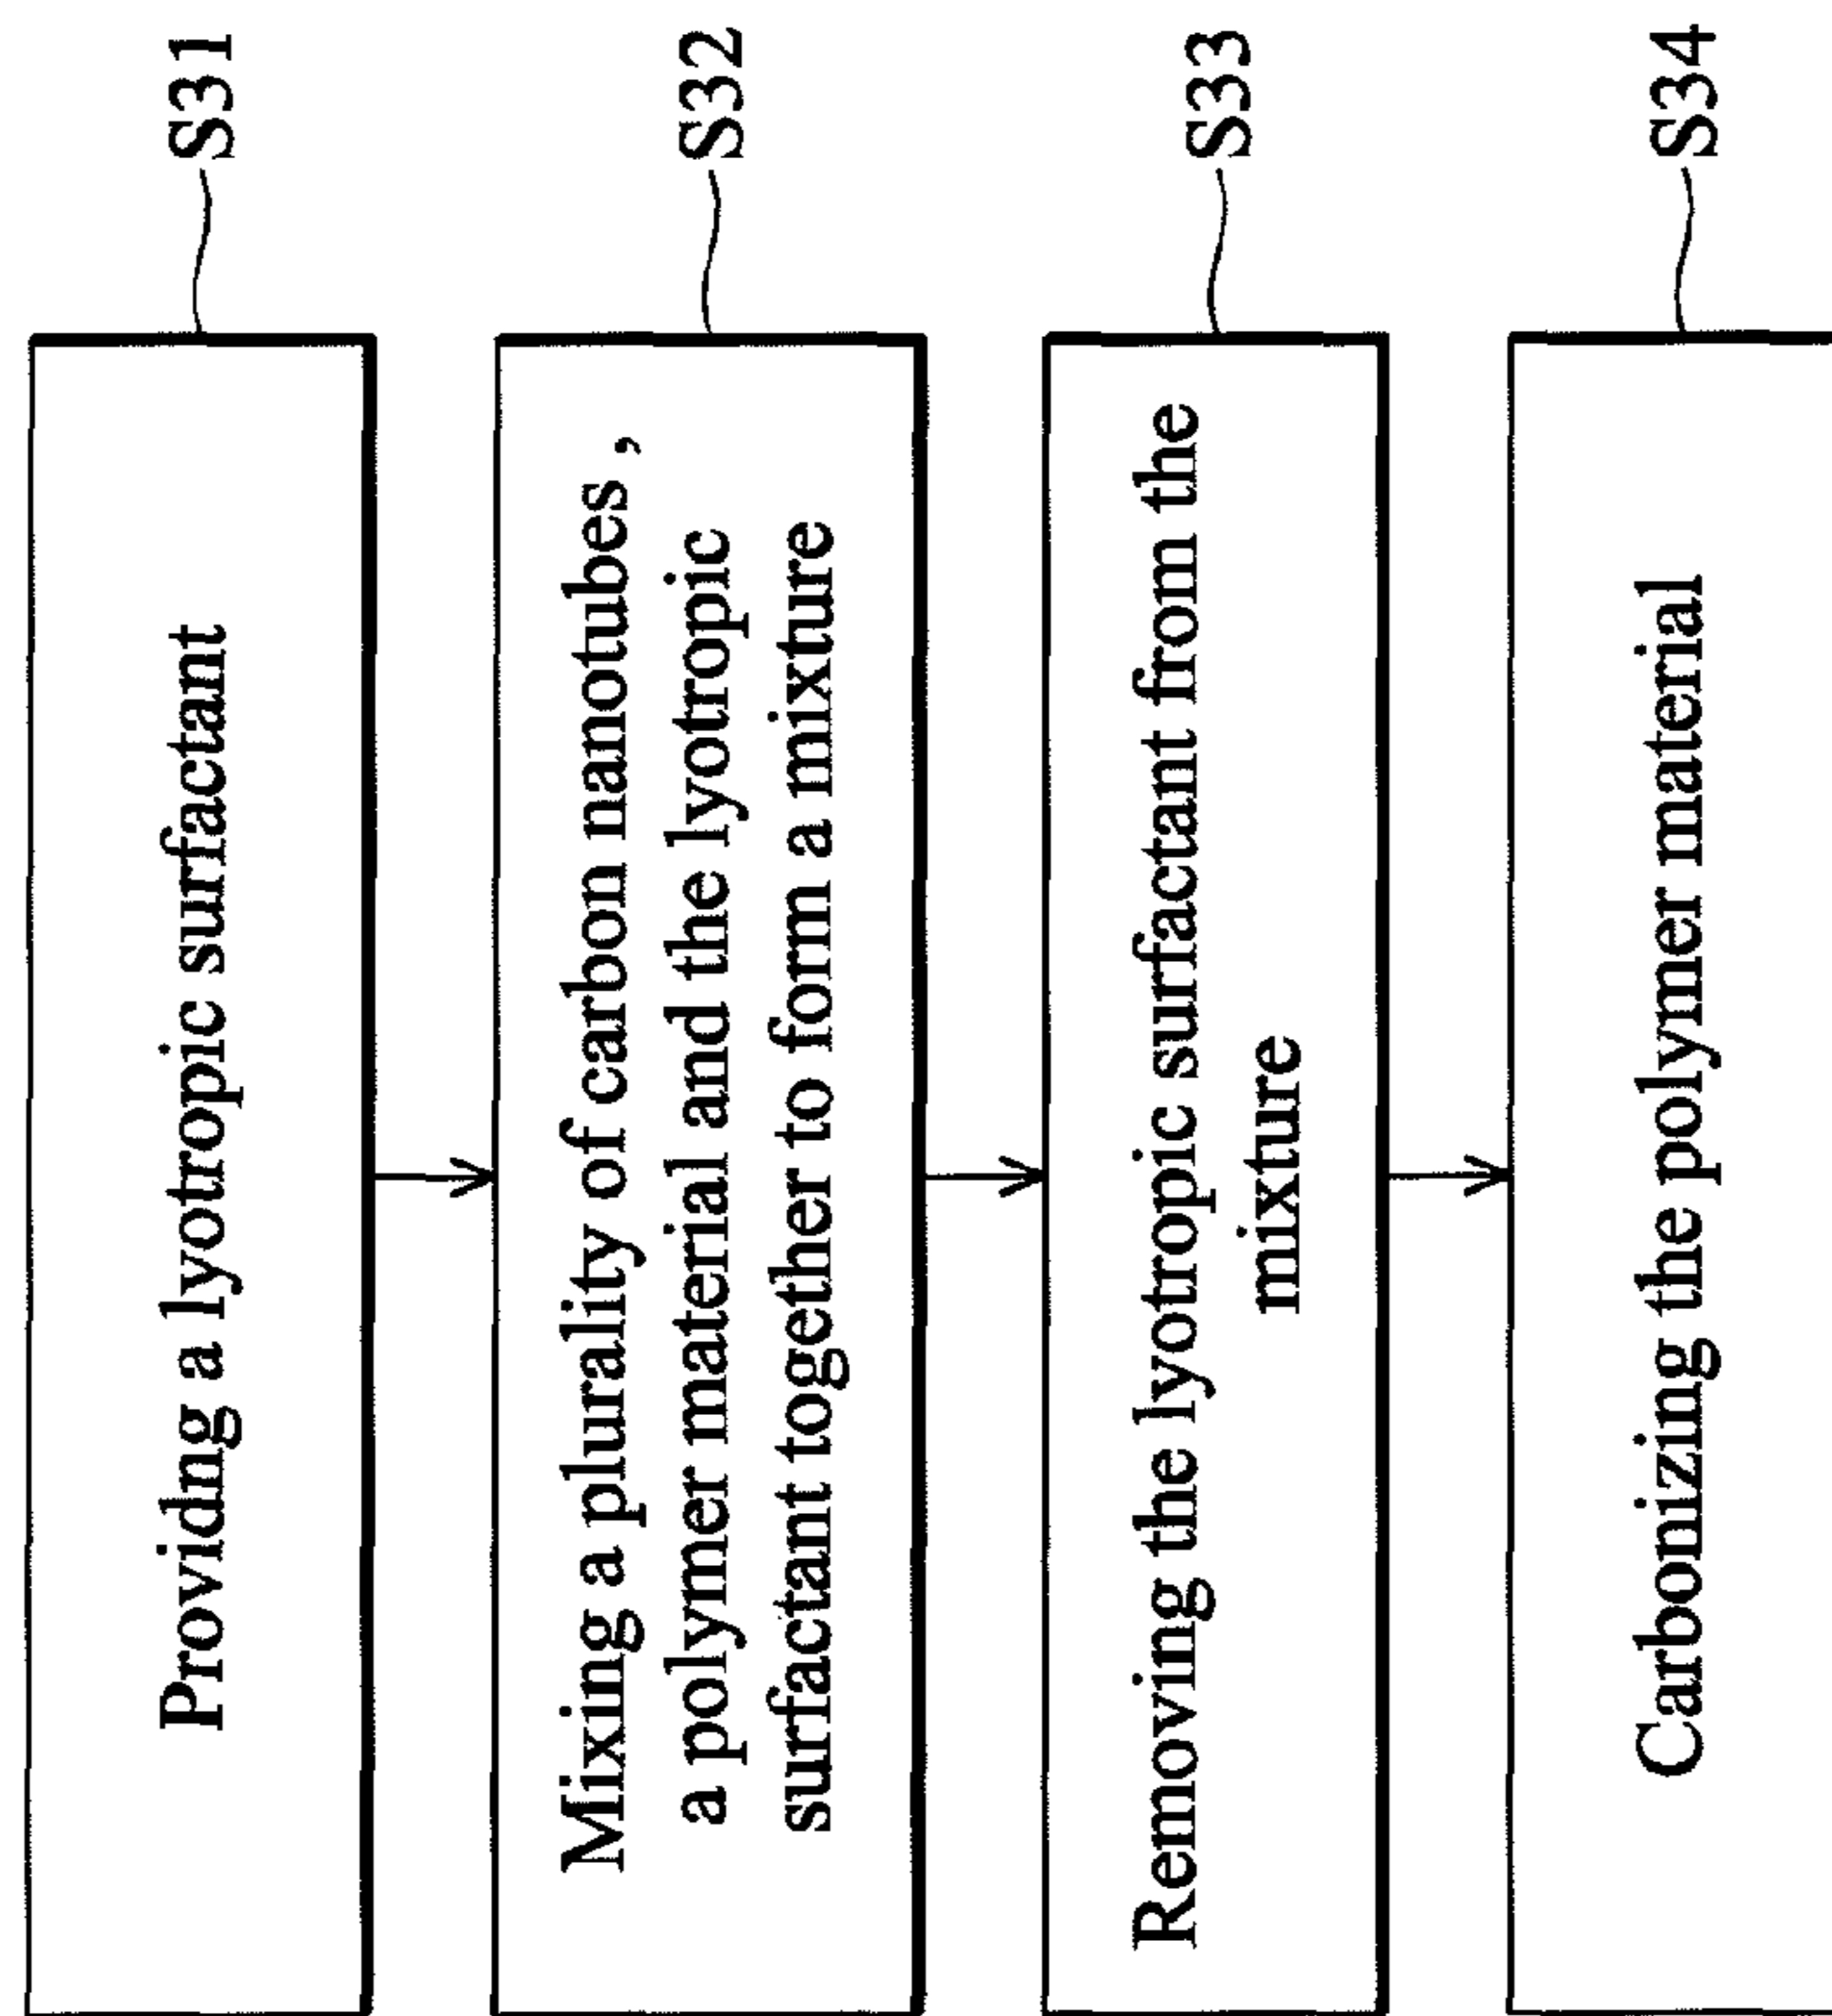 Providing a lyotropic surfactant
S31
Mixing a plurality of carbon nanotubes ,
a polymer material and the lyotropic
surfactant together to form a mixture
S32
Removing the lyotropic surfactant from the
mixture
S33
Carbonizing the polymer material
S34